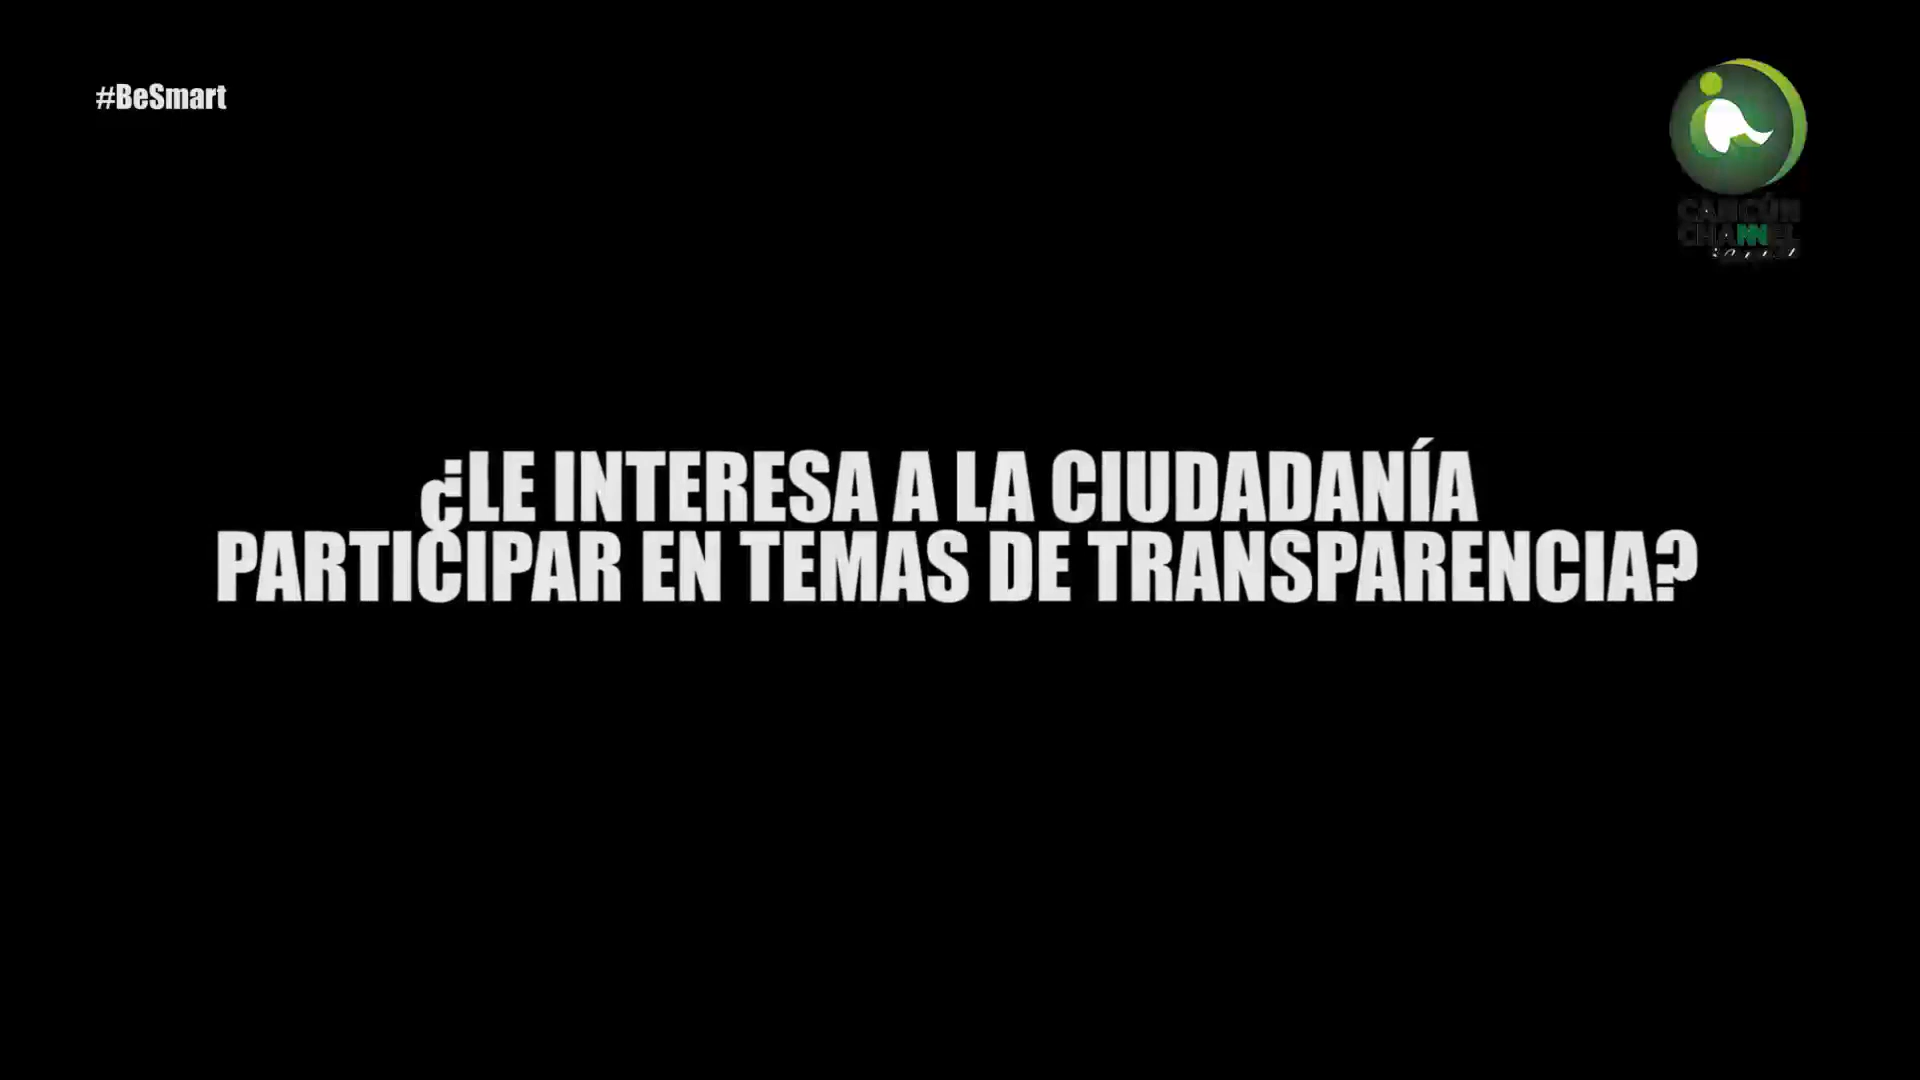 #BeSmart
CANCÚN
CHANNEL
¿LE INTERESA A LA CIUDADANÍA
PARTICIPAR EN TEMAS DE TRANSPARENCIA?